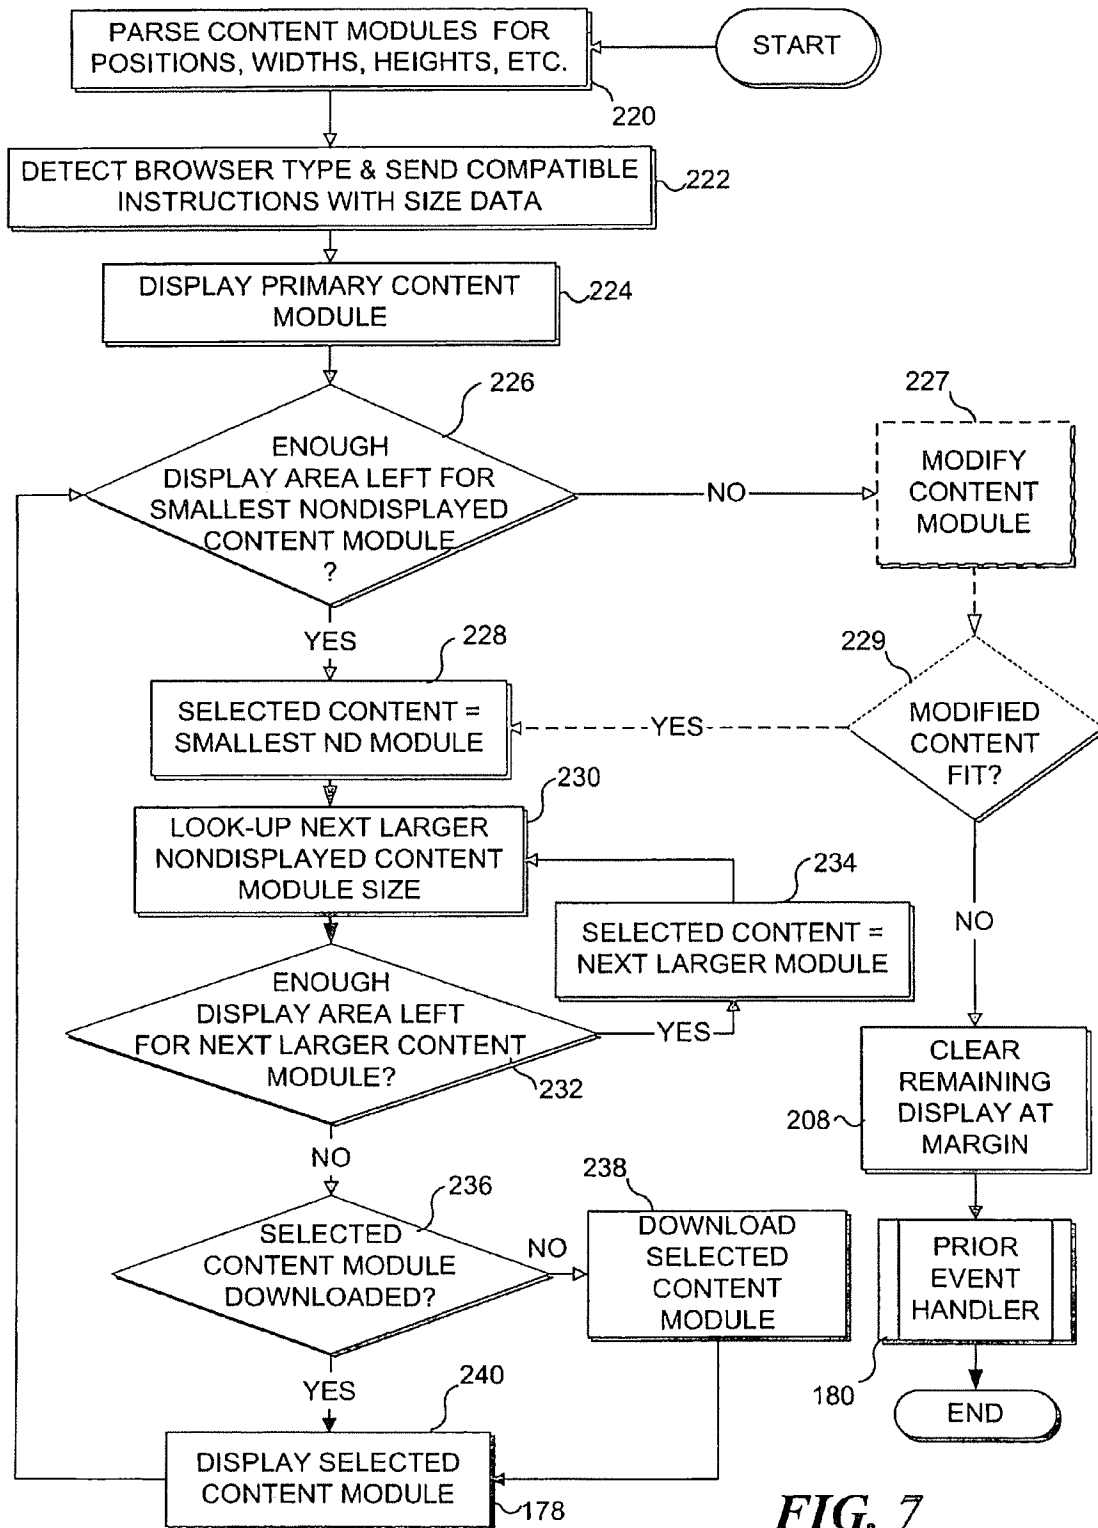 PARSE CONTENT MODULES FOR
POSITIONS, WIDTHS, HEIGHTS, ETC.
START
220
DETECT BROWSER TYPE & SEND COMPATIBLE
INSTRUCTIONS WITH SIZE DATA
222
DISPLAY PRIMARY CONTENT
MODULE
224
226
ENOUGH
DISPLAY AREA LEFT FOR
SMALLEST NONDISPLAYED
CONTENT MODULE
?
NO
227
MODIFY
CONTENT
MODULE
YES
228
SELECTED CONTENT =
SMALLEST ND MODULE
YES
229
MODIFIED
CONTENT
FIT?
230
LOOK-UP NEXT LARGER
NONDISPLAYED CONTENT
MODULE SIZE
234
SELECTED CONTENT =
NEXT LARGER MODULE
NO
ENOUGH
DISPLAY AREA LEFT
FOR NEXT LARGER CONTENT
MODULE?
YES
232
CLEAR
REMAINING
DISPLAY AT
MARGIN
208
NO
236
SELECTED
CONTENT MODULE
DOWNLOADED?
NO
238
DOWNLOAD
SELECTED
CONTENT
MODULE
PRIOR
EVENT
HANDLER
180
YES
240
DISPLAY SELECTED
CONTENT MODULE
178
END
FIG. 7